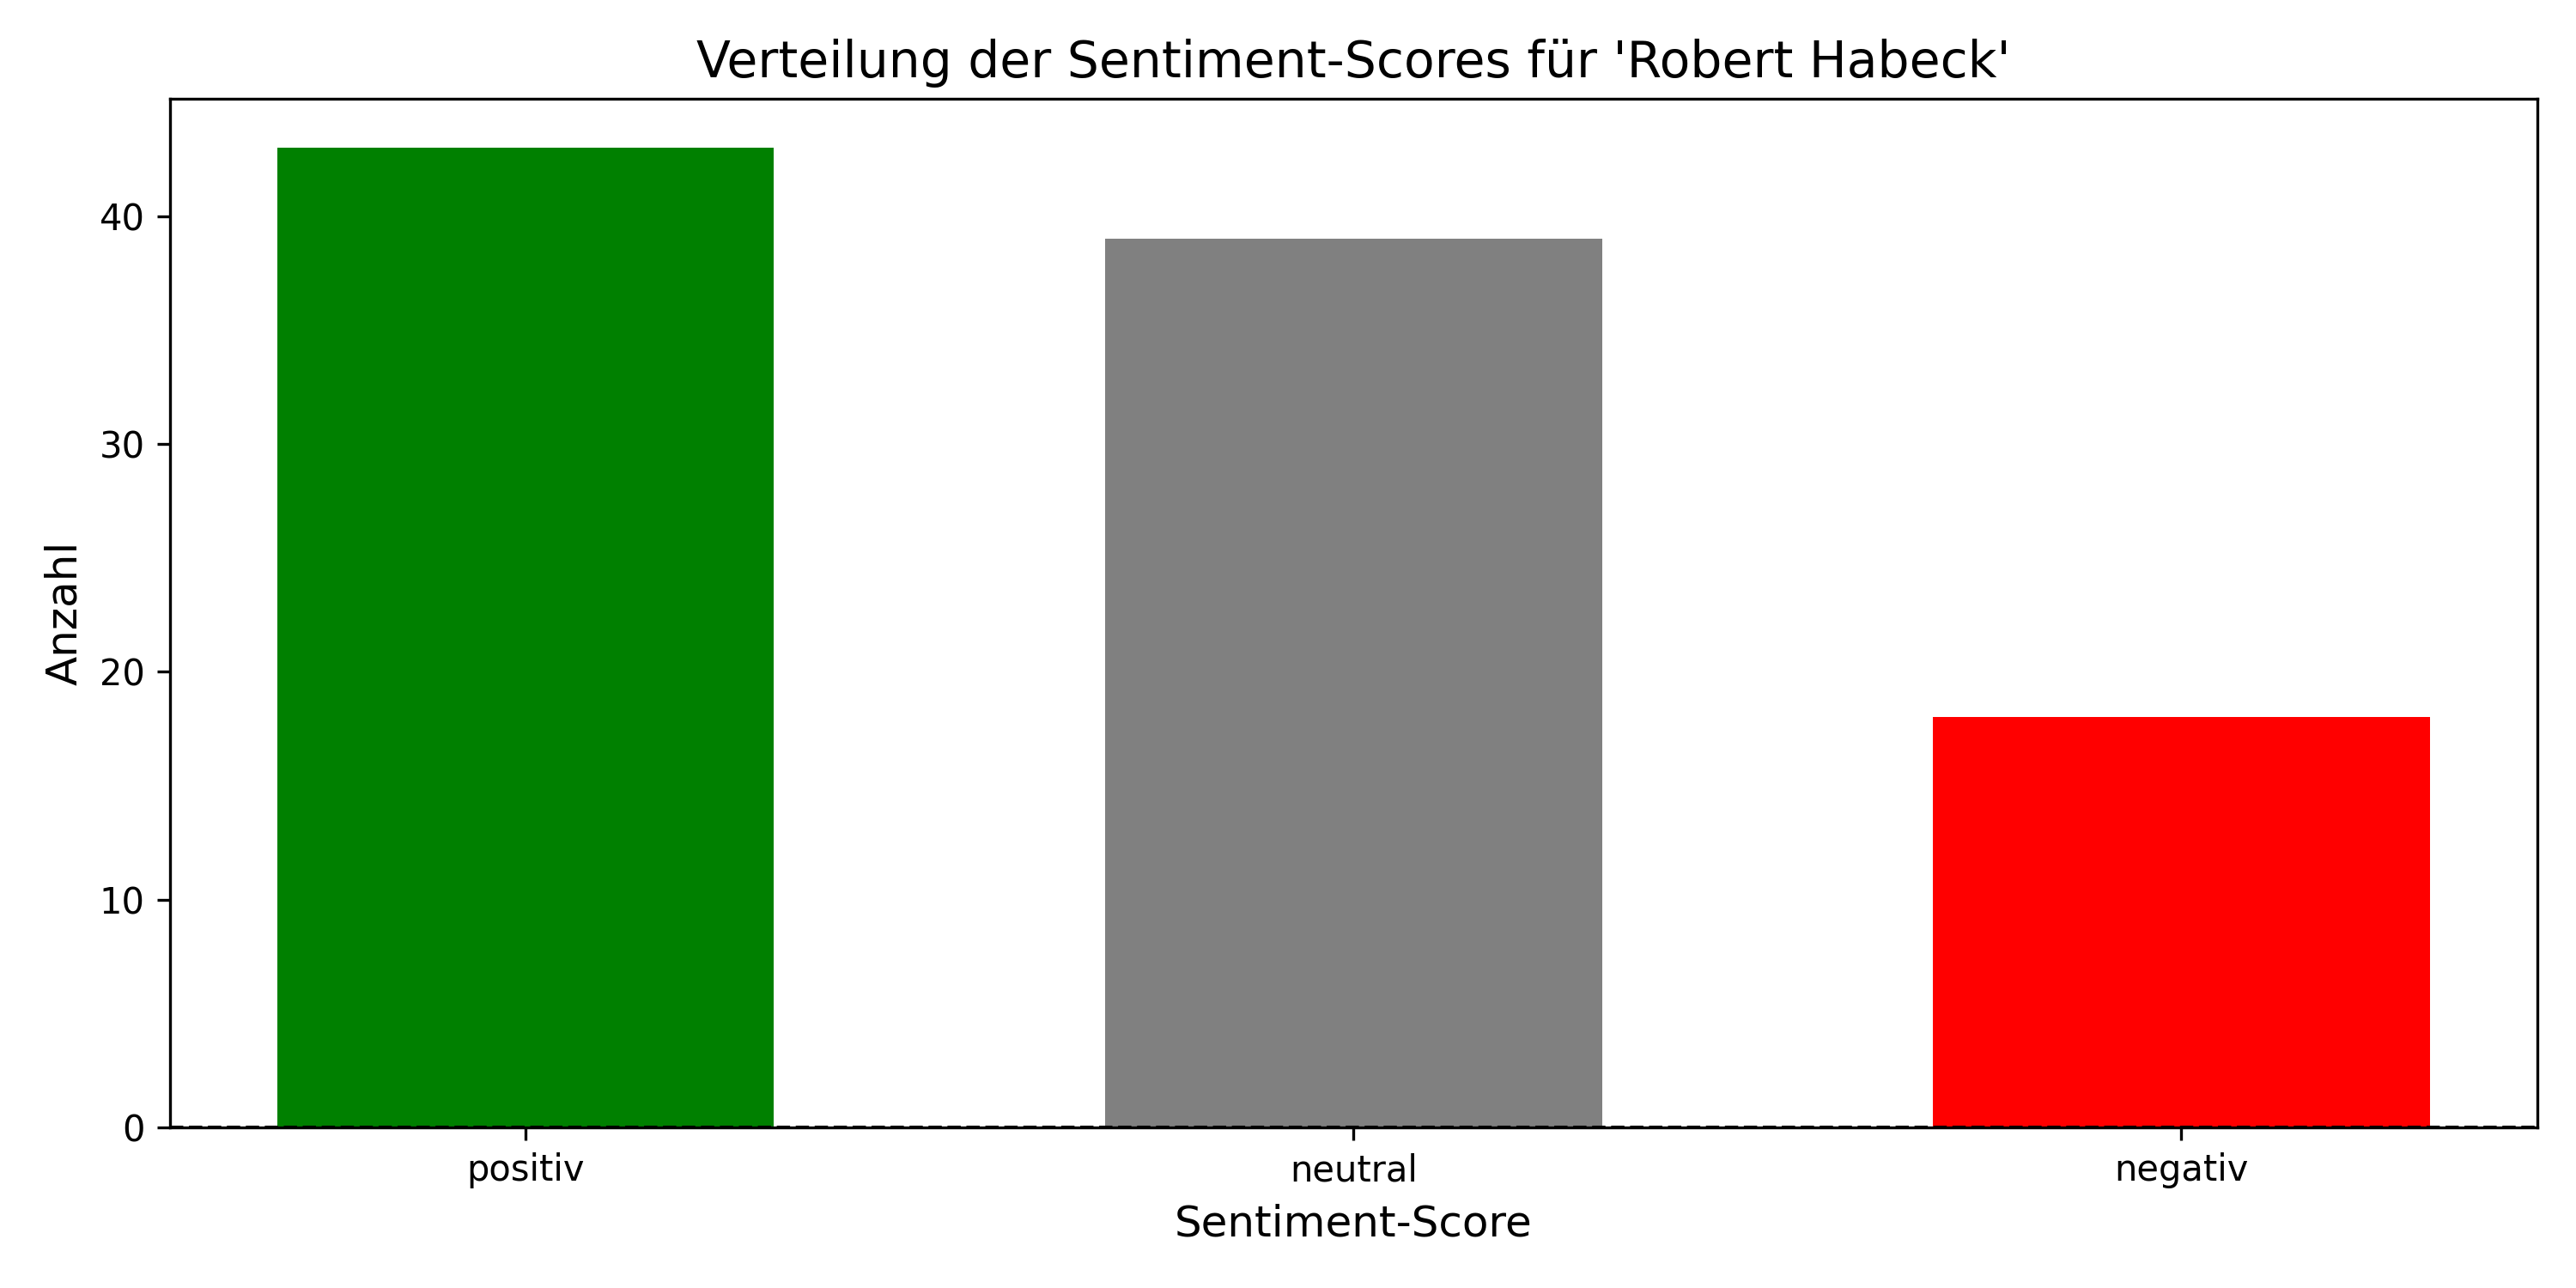 Verteilung der Sentiment-Scores für 'Robert Habeck'
Anzahl
40
30
20
10
0
positiv
neutral
negativ
Sentiment-Score